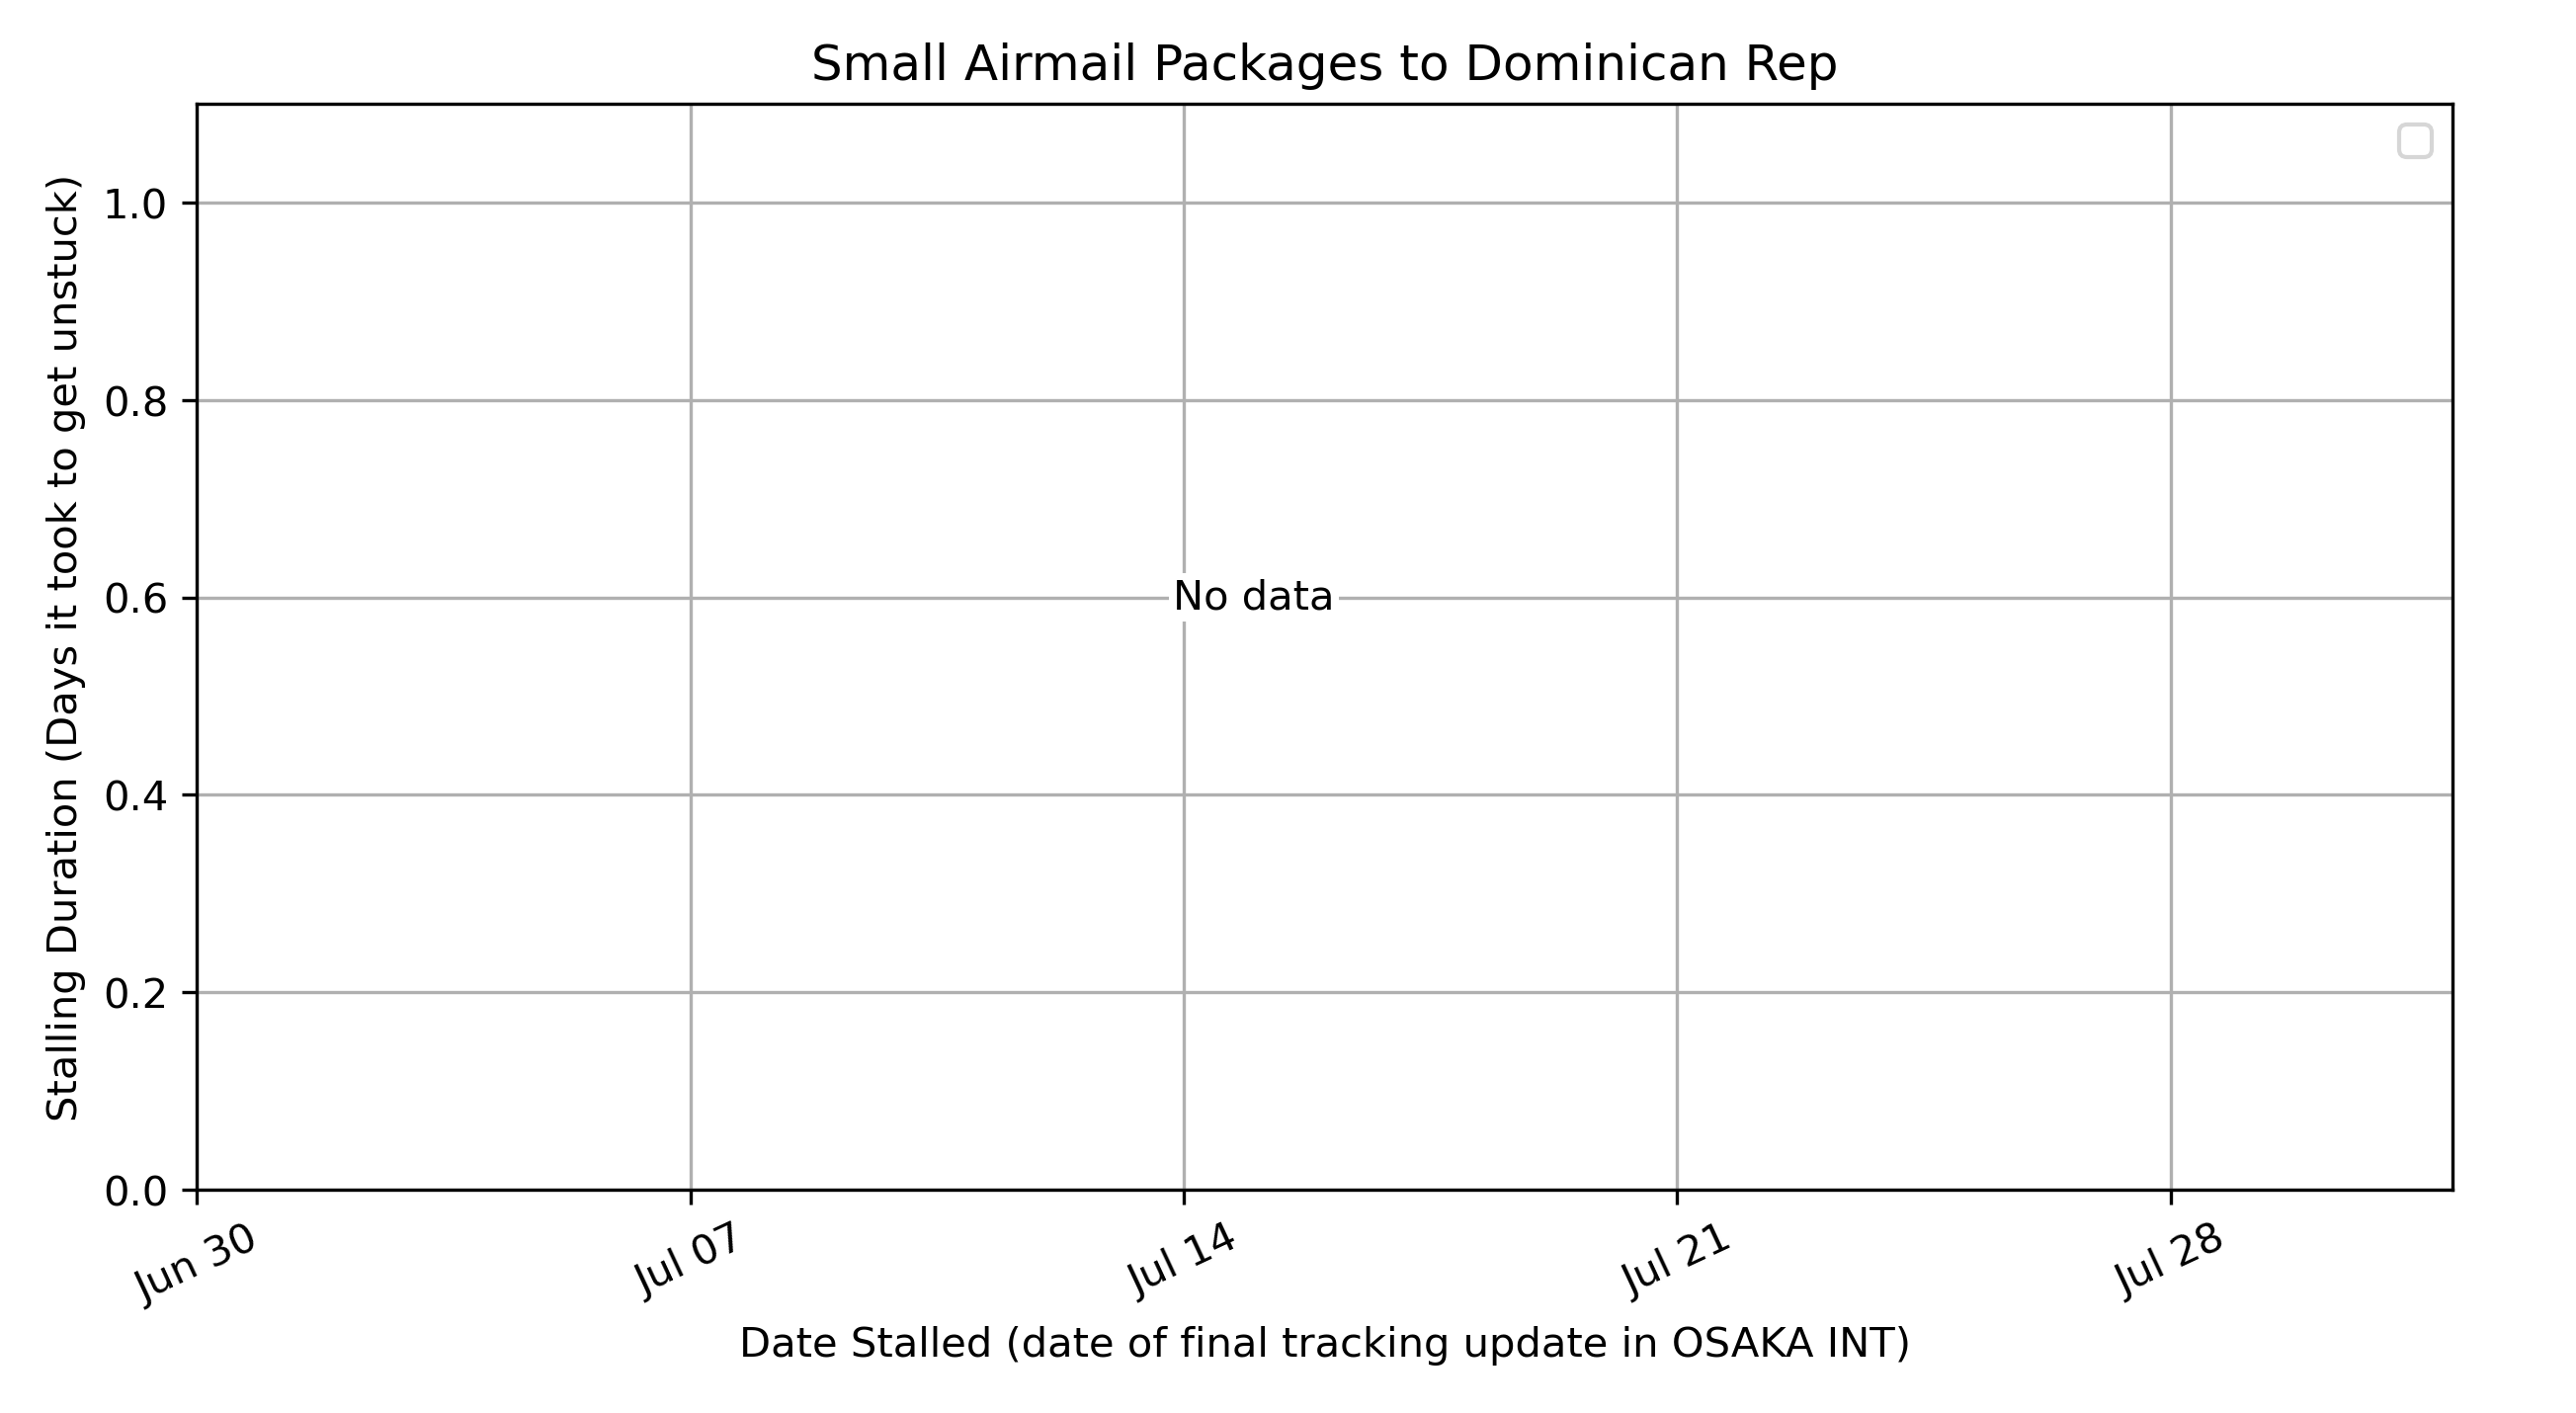 Small Airmail Packages to Dominican Rep
Stalling Duration (Days it took to get unstuck)
1.0
0.8
0.6
0.4
0.2
0.0
No data
Jun 30
Jul 07
Jul 14
Jul 21
Jul 28
Date Stalled (date of final tracking update in OSAKA INT)